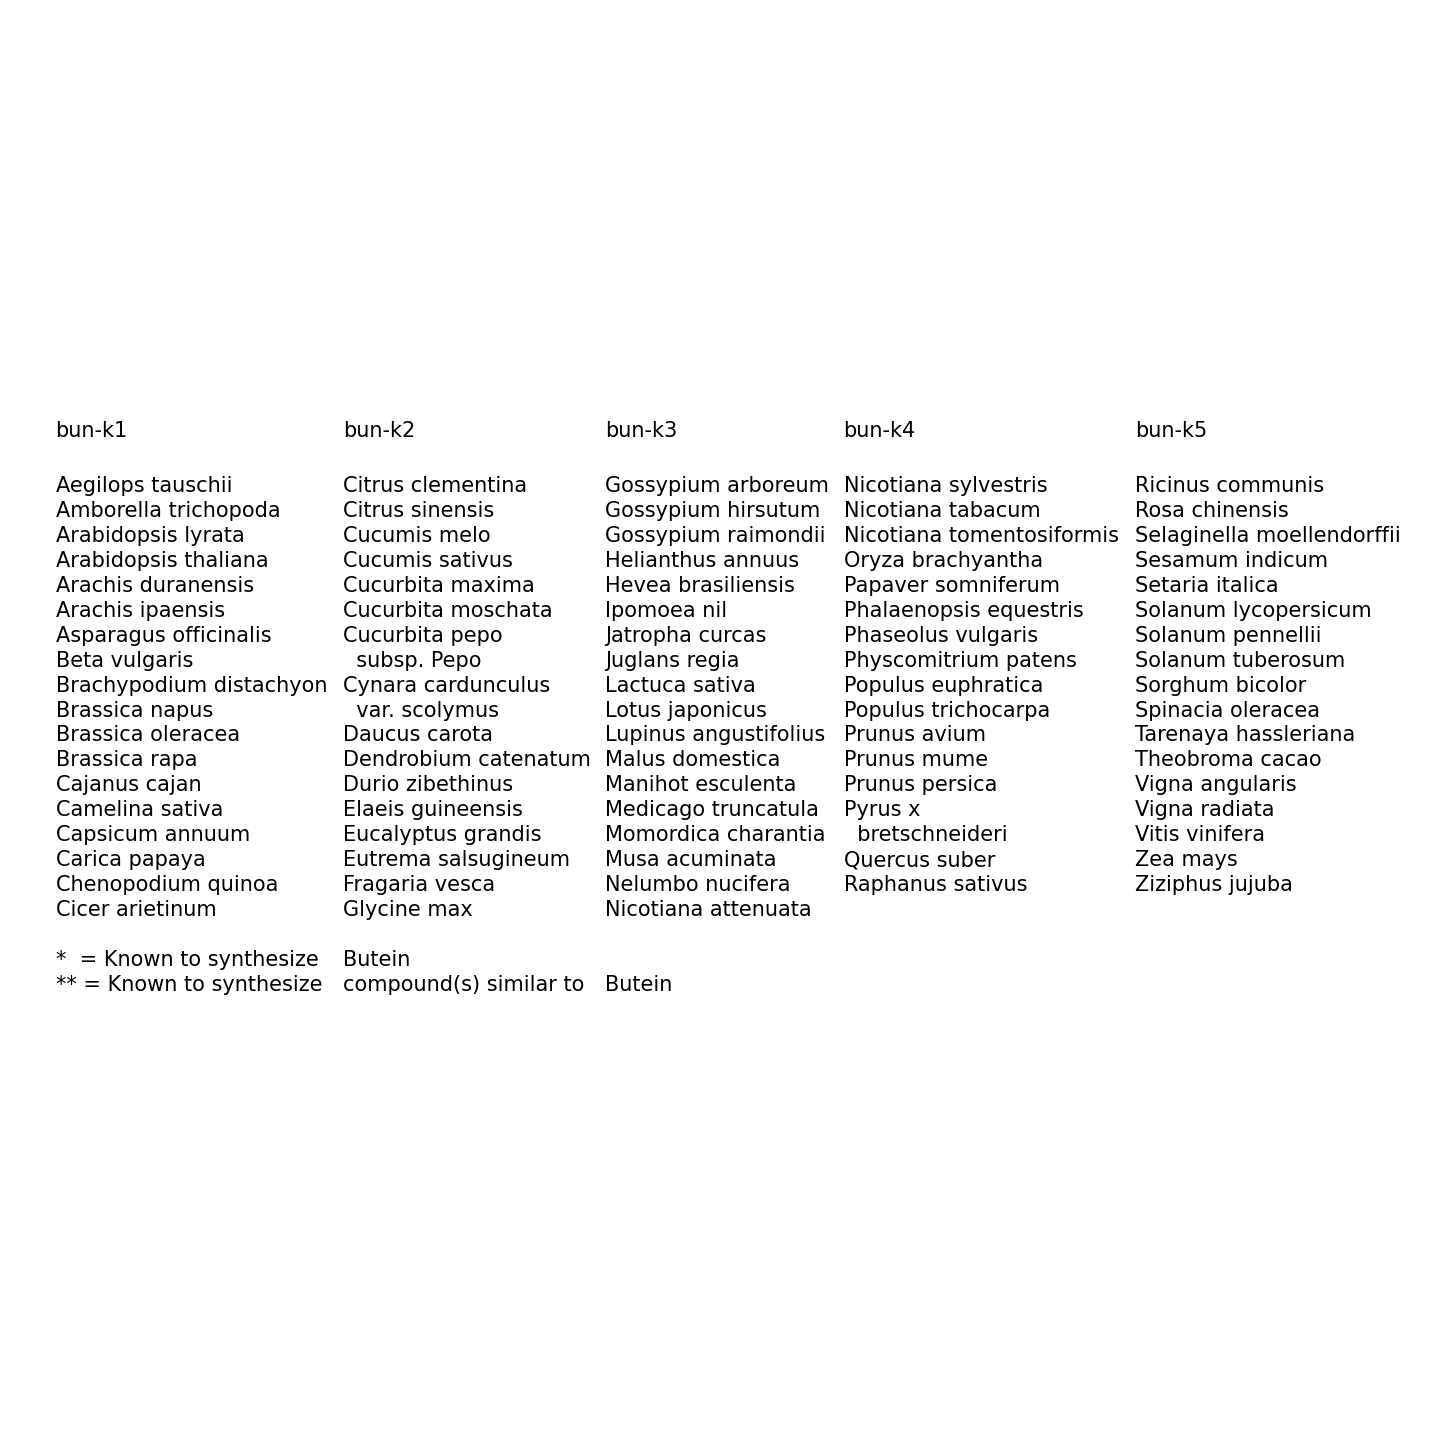 bun-k1 bun-k2 bun-k3 bun-k4 bun-k5
Aegilops tauschii Citrus clementina Gossypium arboreum Nicotiana sylvestris Ricinus communis
Amborella trichopoda Citrus sinensis Gossypium hirsutum Nicotiana tabacum Rosa chinensis
Arabidopsis lyrata Cucumis melo Gossypium raimondii Nicotiana tomentosiformis Selaginella moellendorffii
Arabidopsis thaliana Cucumis sativus Helianthus annuus Oryza brachyantha Sesamum indicum
Arachis duranensis Cucurbita maxima Hevea brasiliensis Papaver somniferum Setaria italica
Arachis ipaensis Cucurbita moschata Ipomoea nil Phalaenopsis equestris Solanum lycopersicum
Asparagus officinalis Cucurbita pepo Jatropha curcas Phaseolus vulgaris Solanum pennellii
Beta vulgaris subsp. Pepo Juglans regia Physcomitrium patens Solanum tuberosum
Brachypodium distachyon Cynara cardunculus Lactuca sativa Populus euphratica Sorghum bicolor
Brassica napus var. scolymus Lotus japonicus Populus trichocarpa Spinacia oleracea
Brassica oleracea Daucus carota Lupinus angustifolius Prunus avium Tarenaya hassleriana
Brassica rapa Dendrobium catenatum Malus domestica Prunus mume Theobroma cacao
Cajanus cajan Durio zibethinus Manihot esculenta Prunus persica Vigna angularis
Camelina sativa Elaeis guineensis Medicago truncatula Pyrus x Vigna radiata
Capsicum annuum Eucalyptus grandis Momordica charantia bretschneideri Vitis vinifera
Carica papaya Eutrema salsugineum Musa acuminata Quercus suber Zea mays
Chenopodium quinoa Fragaria vesca Nelumbo nucifera Raphanus sativus Ziziphus jujuba
Cicer arietinum Glycine max Nicotiana attenuata
* = Known to synthesize Butein
** = Known to synthesize compound(s) similar to Butein